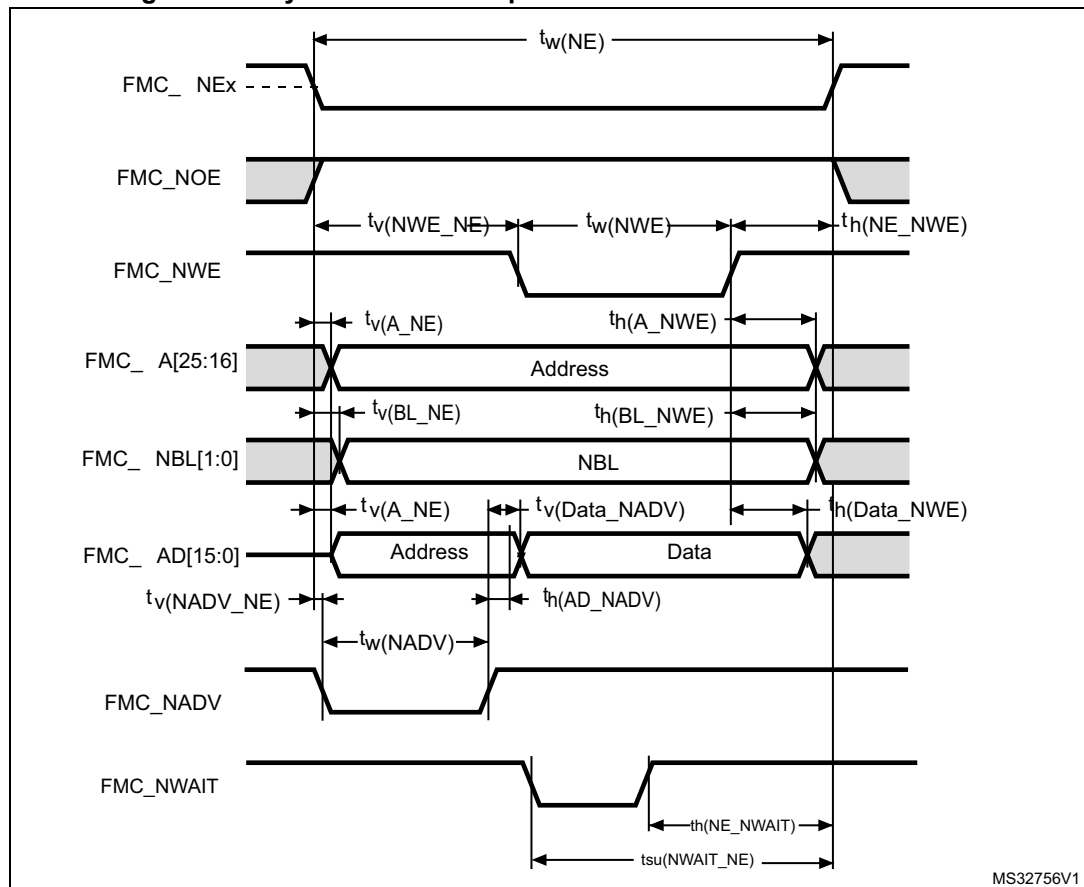 tw(NE)
FMC_ NEx
FMC_NOE
tv(NWE_NE)
tw(NWE)
th(NE_NWE)
FMC_NWE
tv(A_NE)
th(A_NWE)
FMC_ A[25:16]
Address
tv(BL_NE)
th(BL_NWE)
FMC_ NBL[1:0]
NBL
tv(A_NE)
tv(Data_NADV)
th(Data_NWE)
FMC_ AD[15:0]
Address
Data
tv(NADV_NE)
th(AD_NADV)
tw(NADV)
FMC_NADV
FMC_NWAIT
th(NE_NWAIT)
tsu(NWAIT_NE)
MS32756V1